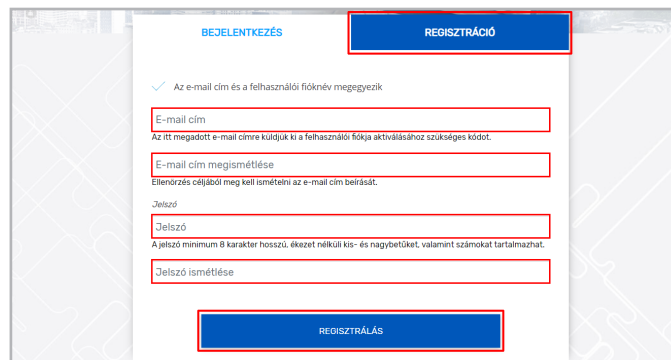 BEJELENTKEZÉS
REGISZTRÁCIÓ
Az e-mail cím és a felhasználói fióknév megegyezik
E-mail cím
Az itt megadott e-mail címre küldjük ki a felhasználói fiókja aktiválásához szükséges kódot.
E-mail cím megismétlése
Ellenőrzés céljából meg kell ismételni az e-mail cím beírását.
Jelszó
Jelszó
A jelszó minimum 8 karakter hosszú, ékezet nélküli kis- és nagybetűket, valamint számokat tartalmazhat.
Jelszó ismétlése
REGISZTRÁLÁS